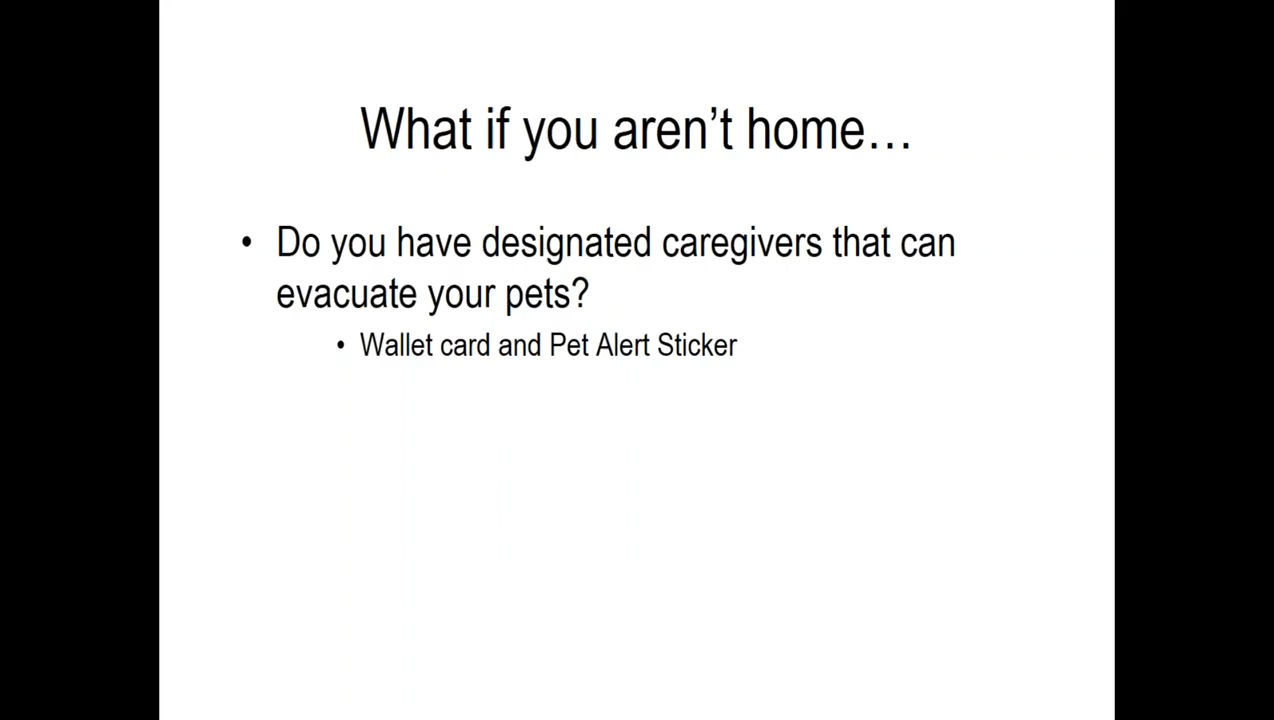 What if you aren’t home…
• Do you have designated caregivers that can
evacuate your pets?
• Wallet card and Pet Alert Sticker